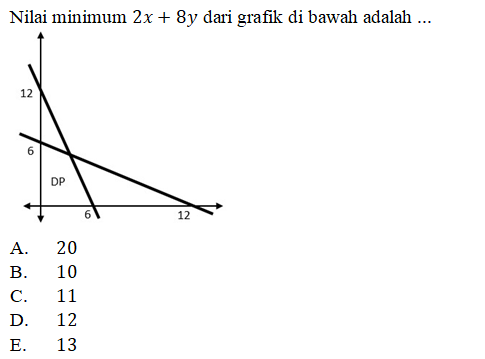 Nilai minimum 2x + 8y dari grafik di bawah adalah ...
12
6
DP
6
12
A. 20
B. 10
C. 11
D. 12
E. 13